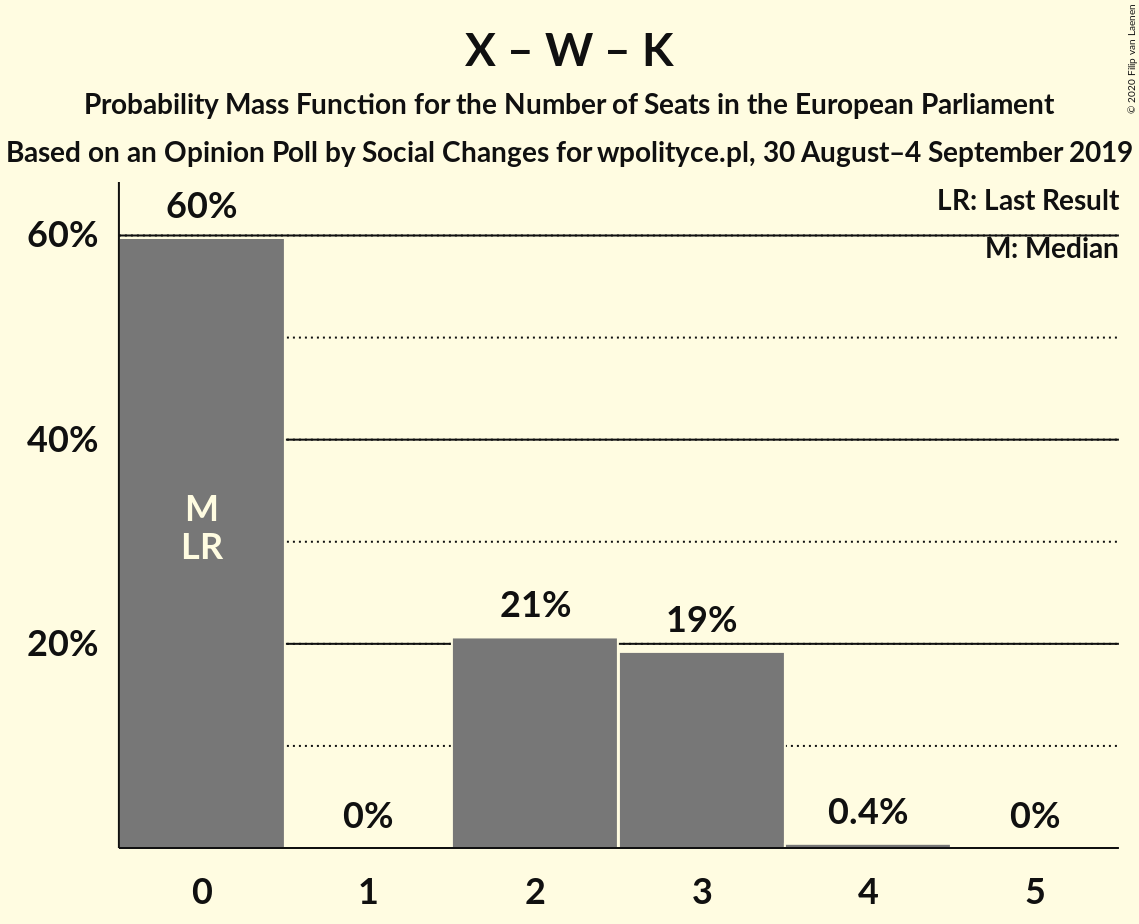 X – W – K
Probability Mass Function for the Number of Seats in the European Parliament
Based on an Opinion Poll by Social Changes for wpolityce.pl, 30 August–4 September 2019
© 2020 Filip van Laenen
LR: Last Result
M: Median
60%
40%
20%
60%
M
LR
0%
21%
19%
0.4%
0%
0
1
2
3
4
5